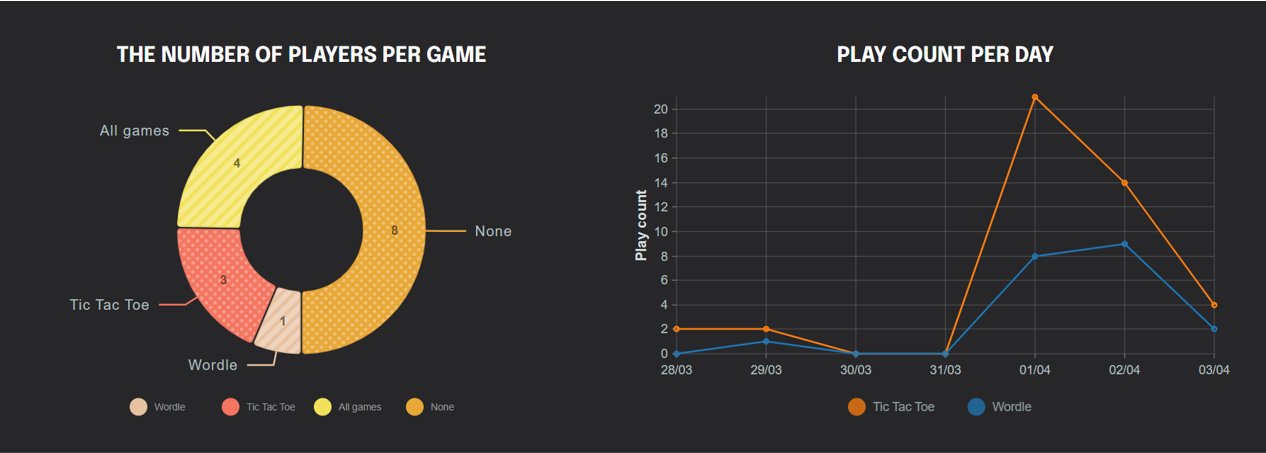 THE NUMBER OF PLAYERS PER GAME
All games
4
8
None
3
Tic Tac Toe
1
Wordle
Wordle
Tic Tac Toe
All games
None
PLAY COUNT PER DAY
Play count
20
18
16
14
12
10
8
6
4
2
0
28/03
29/03
30/03
31/03
01/04
02/04
03/04
Tic Tac Toe
Wordle